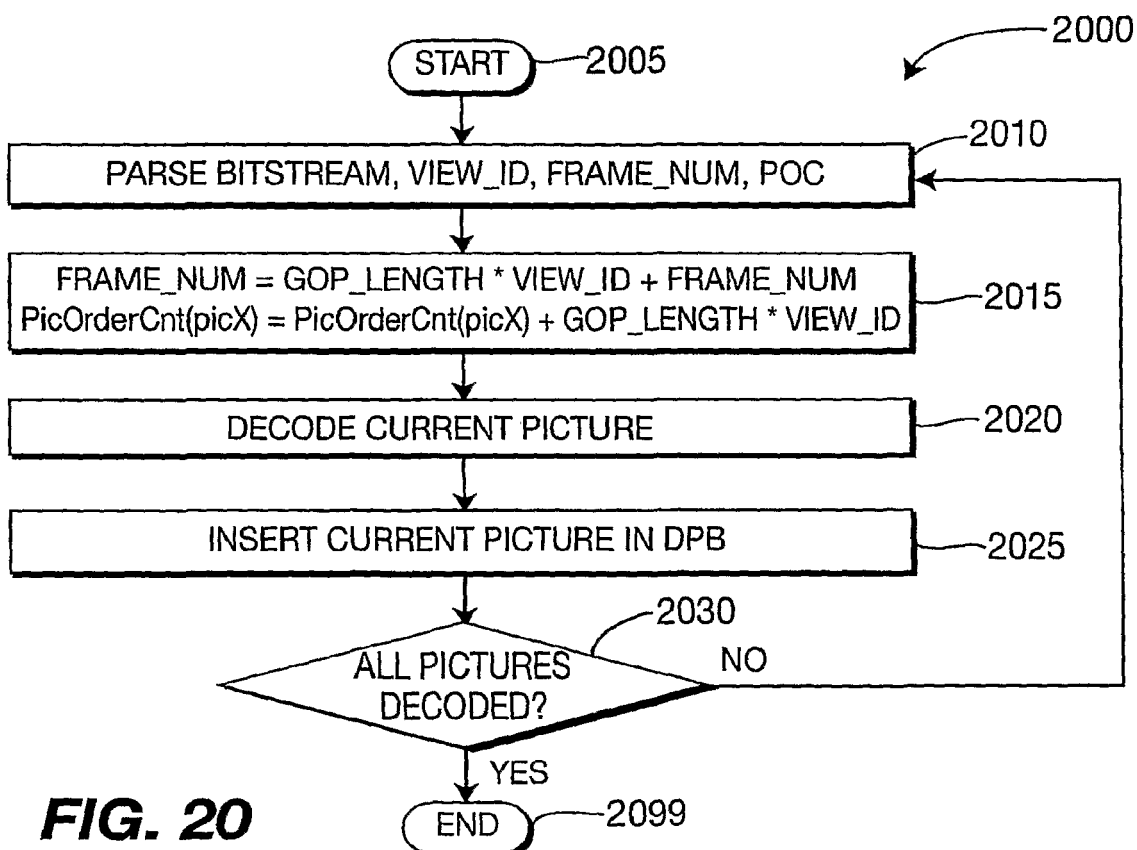 2000
START 2005
2010
PARSE BITSTREAM, VIEW_ID, FRAME_NUM, POC
FRAME_NUM = GOP_LENGTH * VIEW_ID + FRAME_NUM
PicOrderCnt(picX) = PicOrderCnt(picX) + GOP_LENGTH * VIEW_ID
2015
DECODE CURRENT PICTURE 2020
INSERT CURRENT PICTURE IN DPB 2025
2030
ALL PICTURES
DECODED?
NO
YES
END 2099
FIG. 20